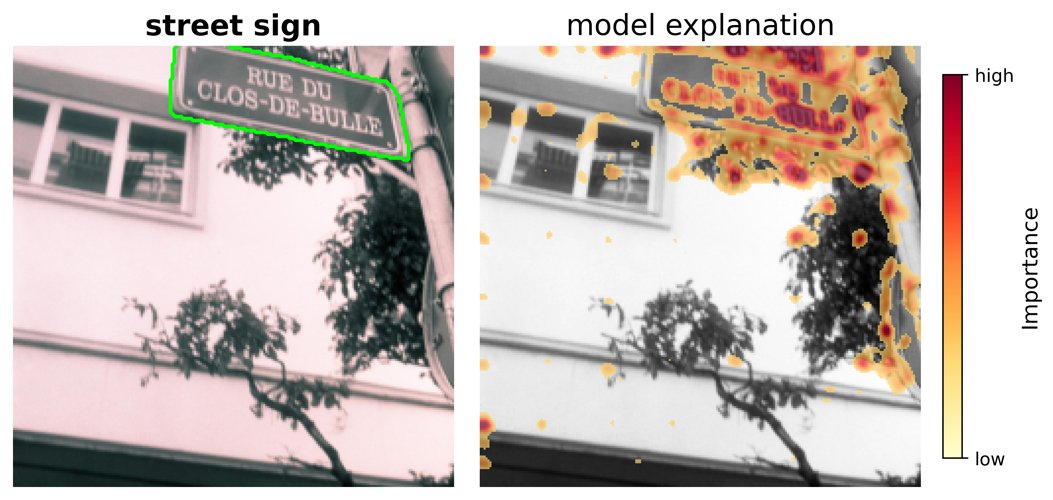 street sign
model explanation
RUE DU
CLOS-DE-BULLE
high
Importance
low